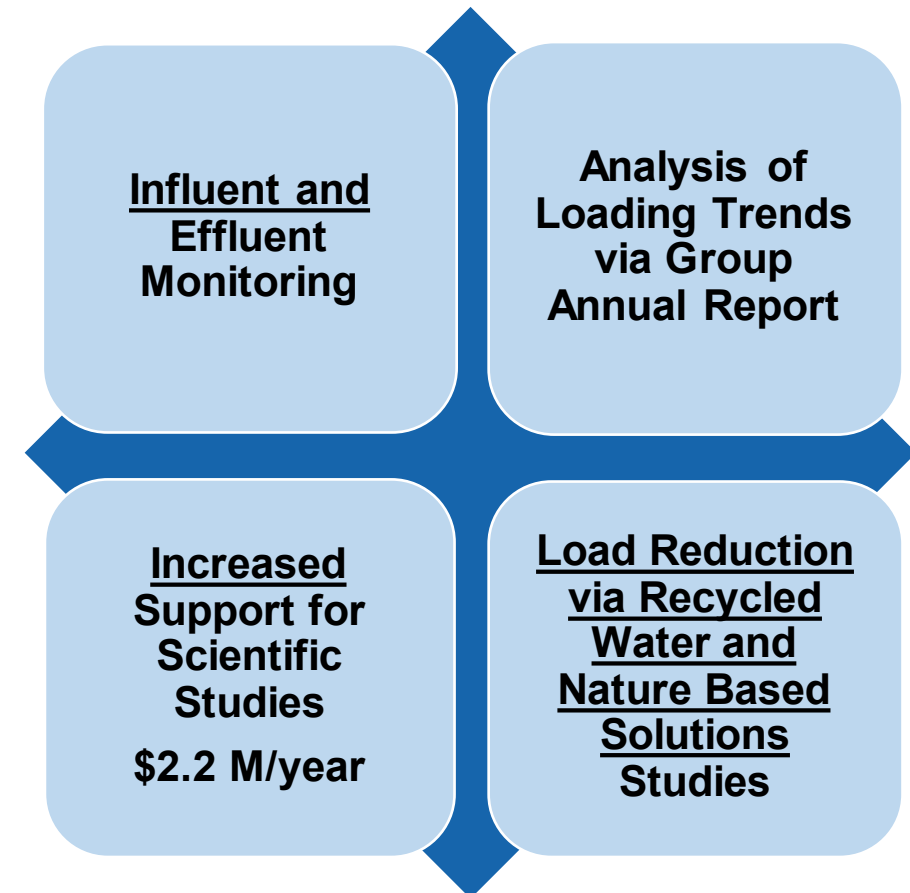 Influent and
Effluent
Monitoring
Analysis of
Loading Trends
via Group
Annual Report
Increased
Support for
Scientific
Studies
$2.2 M/year
Load Reduction
via Recycled
Water and
Nature Based
Solutions
Studies